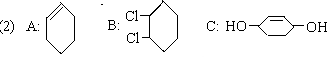 (2) A: B: Cl Cl C: HO OH